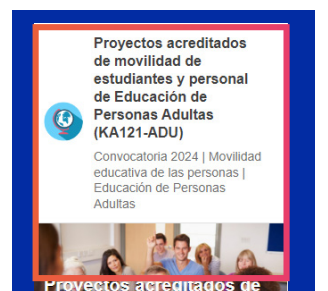 Proyectos acreditados
de movilidad de
estudiantes y personal
de Educación de
Personas Adultas
(KA121-ADU)
Convocatoria 2024 | Movilidad
educativa de las personas |
Educación de Personas
Adultas
Proyectos acreditados de